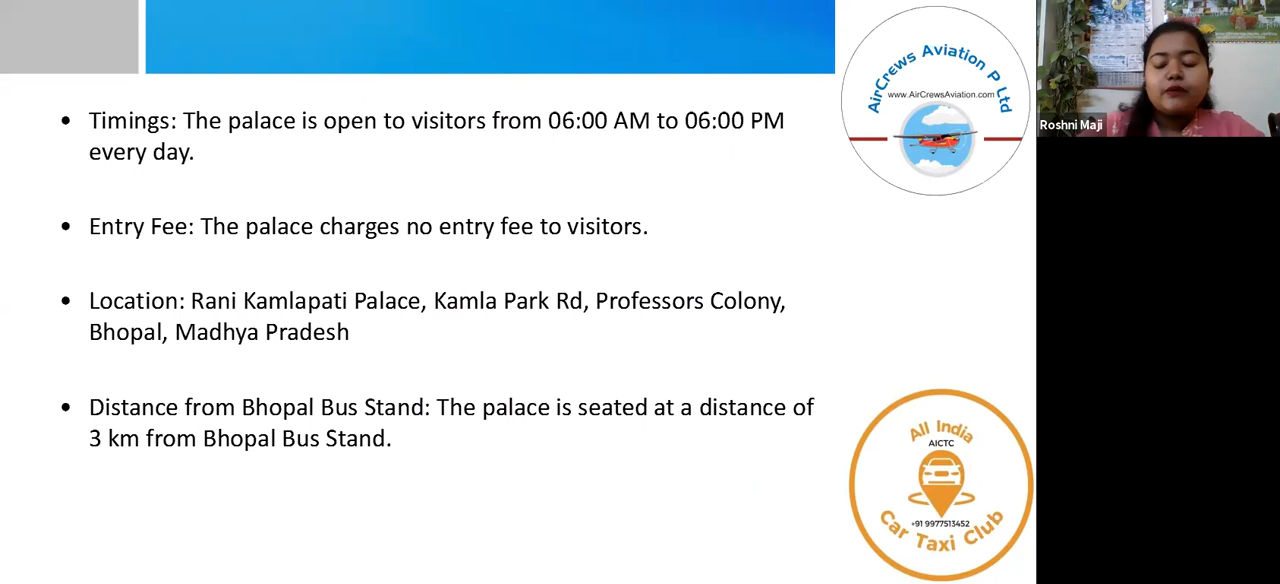 • Timings: The palace is open to visitors from 06:00 AM to 06:00 PM
every day.
• Entry Fee: The palace charges no entry fee to visitors.
• Location: Rani Kamlapati Palace, Kamla Park Rd, Professors Colony,
Bhopal, Madhya Pradesh
• Distance from Bhopal Bus Stand: The palace is seated at a distance of
3 km from Bhopal Bus Stand.
AirCrews Aviation P Ltd
www.AirCrewsAviation.com
All India
AICTC
+91 9977513452
Car Taxi Club
Roshni Maji